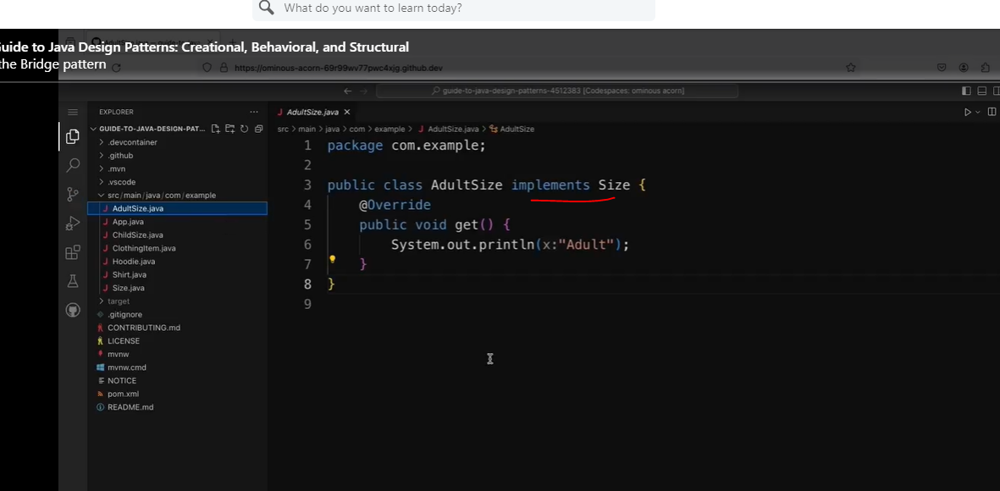 What do you want to learn today?
Guide to Java Design Patterns: Creational, Behavioral, and Structural
the Bridge pattern
https://ominous-acorn-69r99wv77pwc4xjg.github.dev
guide-to-java-design-patterns-4512383 [Codespaces: ominous acorn]
EXPLORER
AdultSize.java
GUIDE-TO-JAVA-DESIGN-PAT...
src > main > java > com > example > AdultSize.java > AdultSize
.devcontainer
.github
.mvn
.vscode
src/main/java/com/example
AdultSize.java
App.java
ChildSize.java
ClothingItem.java
Hoodie.java
Shirt.java
Size.java
target
.gitignore
CONTRIBUTING.md
LICENSE
mvnw
mvnw.cmd
NOTICE
pom.xml
README.md
1 package com.example;
2
3 public class AdultSize implements Size {
4 @Override
5 public void get() {
6 System.out.println(x:"Adult");
7 }
8 }
9